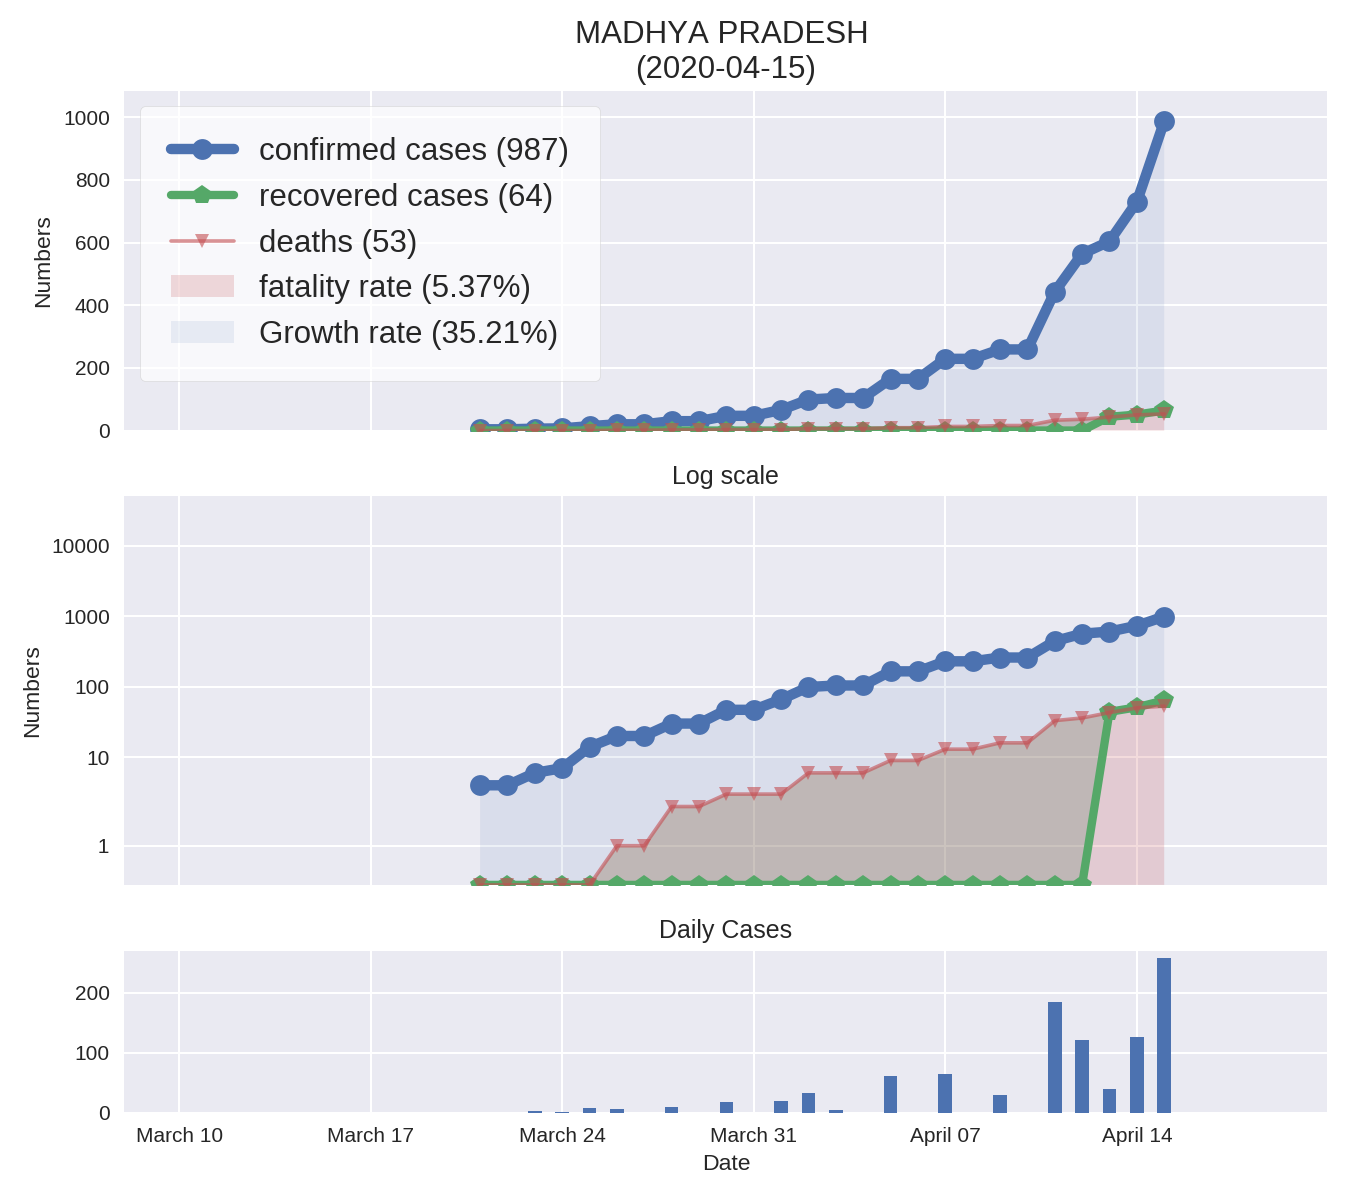 MADHYA PRADESH
(2020-04-15)
1000
800
600
400
200
0
Numbers
confirmed cases (987)
recovered cases (64)
deaths (53)
fatality rate (5.37%)
Growth rate (35.21%)
Log scale
10000
1000
100
10
1
Numbers
Daily Cases
200
100
0
March 10 March 17 March 24 March 31 April 07 April 14
Date